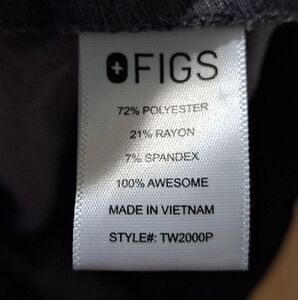 FIGS
72% POLYESTER
21% RAYON
7% SPANDEX
100% AWESOME
MADE IN VIETNAM
STYLE#: TW2000P